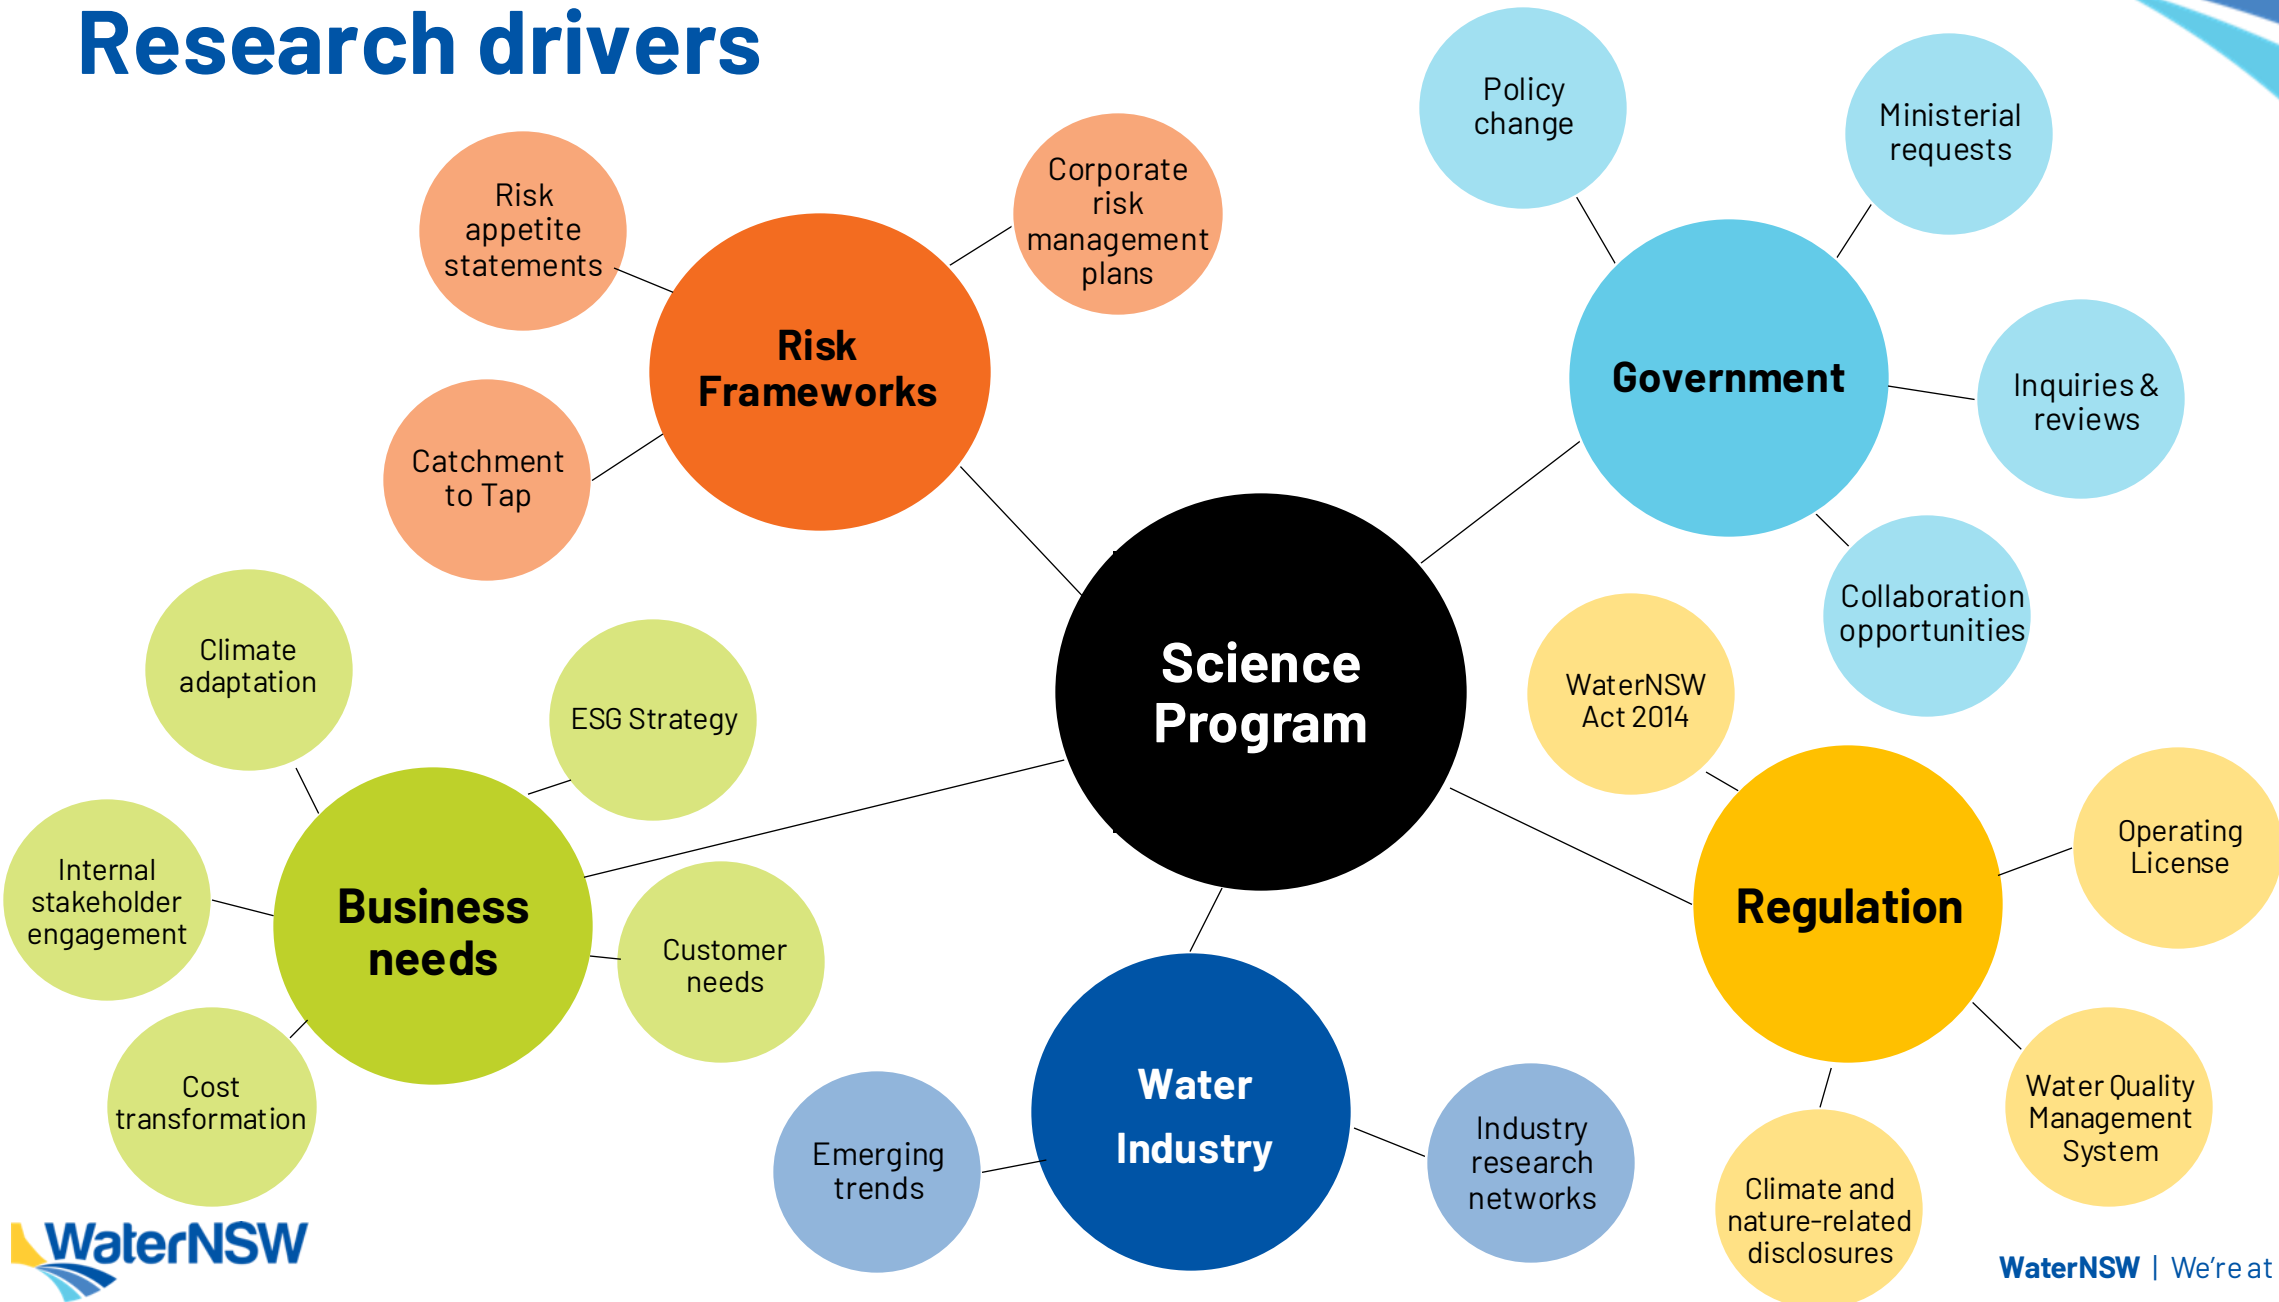 Research drivers
Policy
change
Ministerial
requests
Risk
appetite
statements
Corporate
risk
management
plans
Risk
Frameworks
Government
Inquiries &
reviews
Catchment
to Tap
Collaboration
opportunities
Science
Program
Climate
adaptation
ESG Strategy
WaterNSW
Act 2014
Operating
License
Internal
stakeholder
engagement
Business
needs
Customer
needs
Regulation
Cost
transformation
Water
Industry
Emerging
trends
Industry
research
networks
Water Quality
Management
System
Climate and
nature-related
disclosures
WaterNSW
WaterNSW | We're at